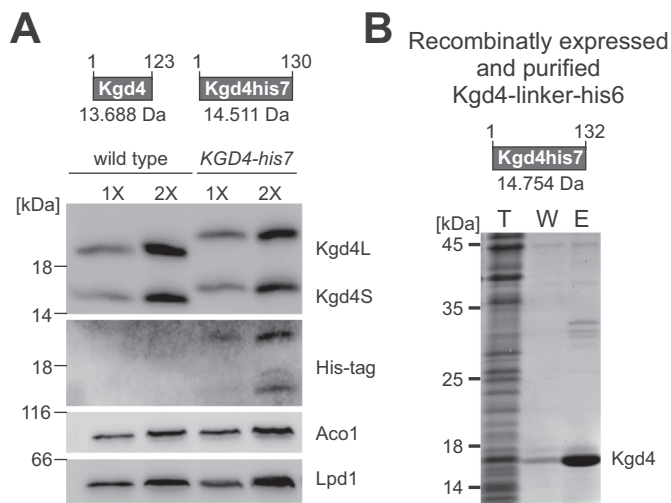 A
1 123
Kgd4
13.688 Da
1 130
Kgd4his7
14.511 Da
wild type KGD4-his7
1X 2X 1X 2X
[kDa]
Kgd4L
18
Kgd4S
14
18
His-tag
116
Aco1
66
Lpd1
B
Recombinatly expressed
and purified
Kgd4-linker-his6
1 132
Kgd4his7
14.754 Da
[kDa] T W E
45
35
25
18
Kgd4
14